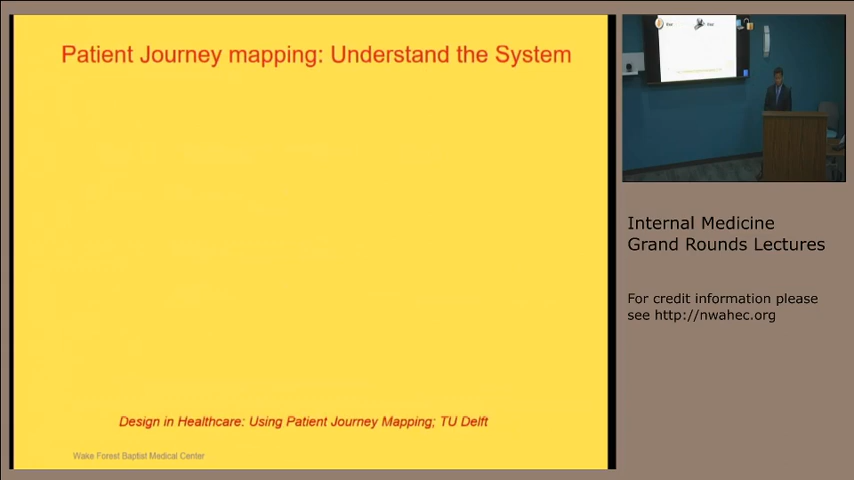 Patient Journey mapping: Understand the System
Design in Healthcare: Using Patient Journey Mapping; TU Delft
Wake Forest Baptist Medical Center
Internal Medicine
Grand Rounds Lectures
For credit information please
see http://nwahec.org